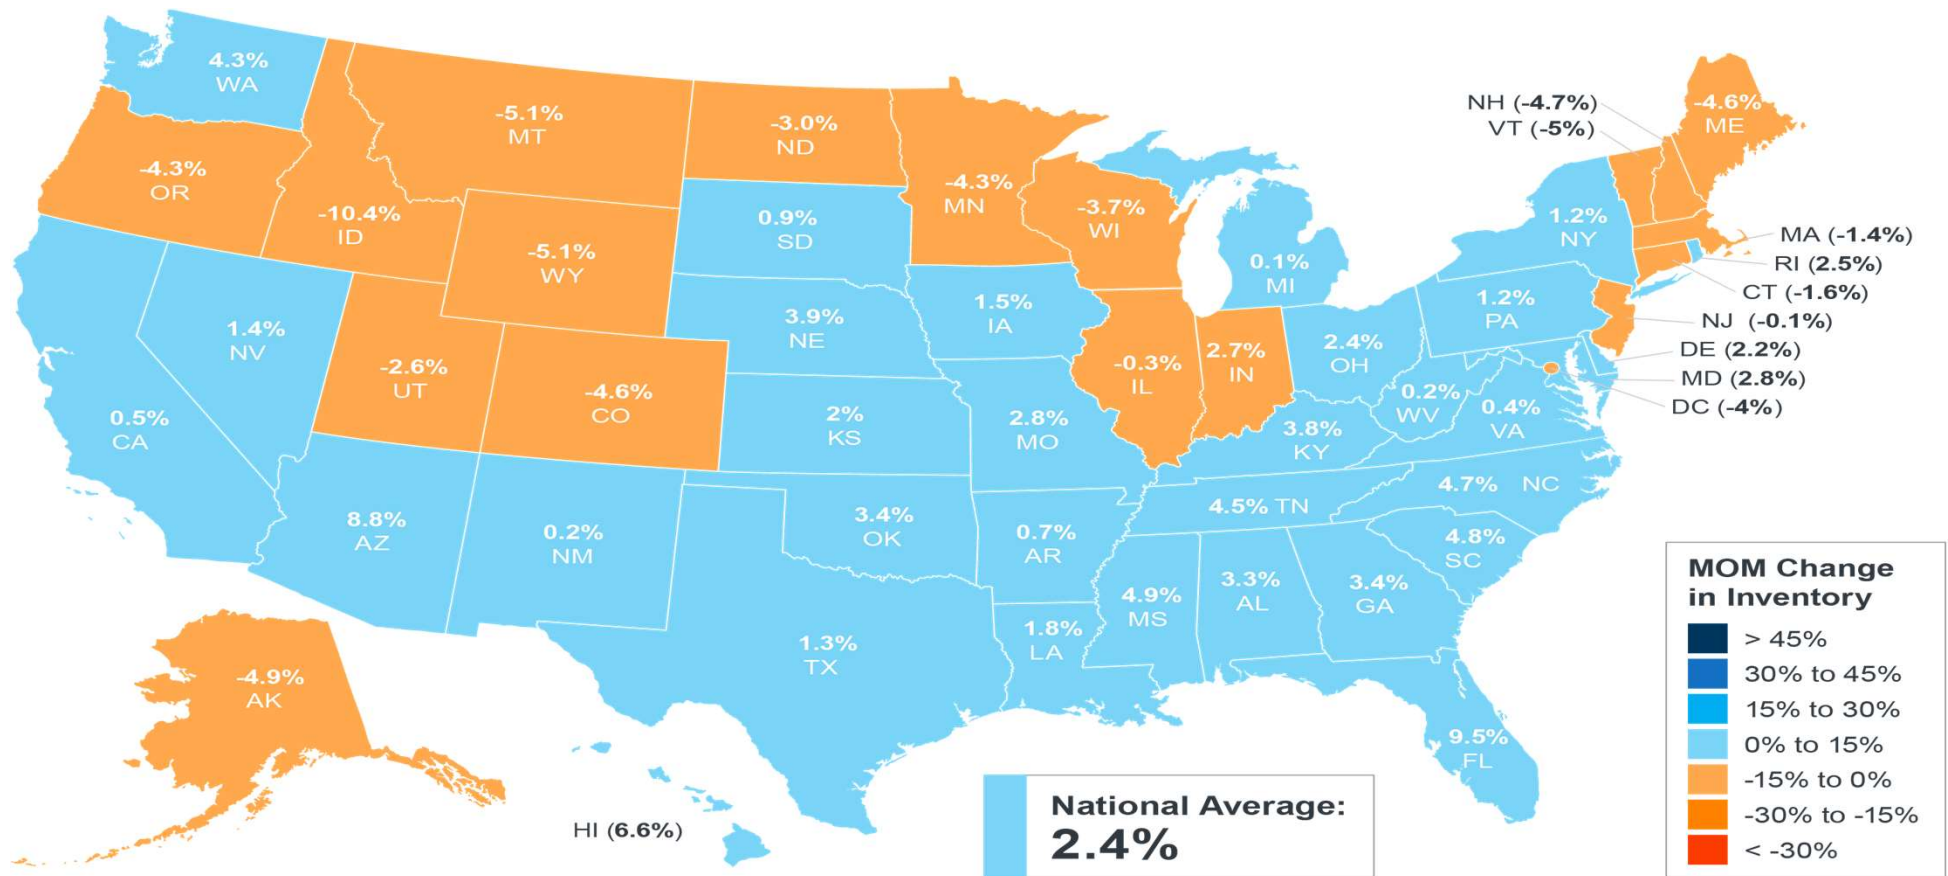 4.3%
WA
-4.3%
OR
-10.4%
ID
-5.1%
MT
-3.0%
ND
-4.3%
MN
-3.7%
WI
-5.1%
WY
0.9%
SD
1.4%
NV
0.5%
CA
-2.6%
UT
-4.6%
CO
3.9%
NE
1.5%
IA
0.1%
MI
2%
KS
2.8%
MO
-0.3%
IL
2.7%
IN
2.4%
OH
1.2%
PA
1.2%
NY
-4.6%
ME
NH (-4.7%)
VT (-5%)
MA (-1.4%)
RI (2.5%)
CT (-1.6%)
NJ (-0.1%)
DE (2.2%)
MD (2.8%)
DC (-4%)
0.2%
WV
0.4%
VA
3.8%
KY
4.5% TN
4.7% NC
4.8%
SC
8.8%
AZ
0.2%
NM
3.4%
OK
0.7%
AR
4.9%
MS
3.3%
AL
3.4%
GA
1.3%
TX
1.8%
LA
9.5%
FL
-4.9%
AK
HI (6.6%)
National Average:
2.4%
MOM Change
in Inventory
> 45%
30% to 45%
15% to 30%
0% to 15%
-15% to 0%
-30% to -15%
< -30%